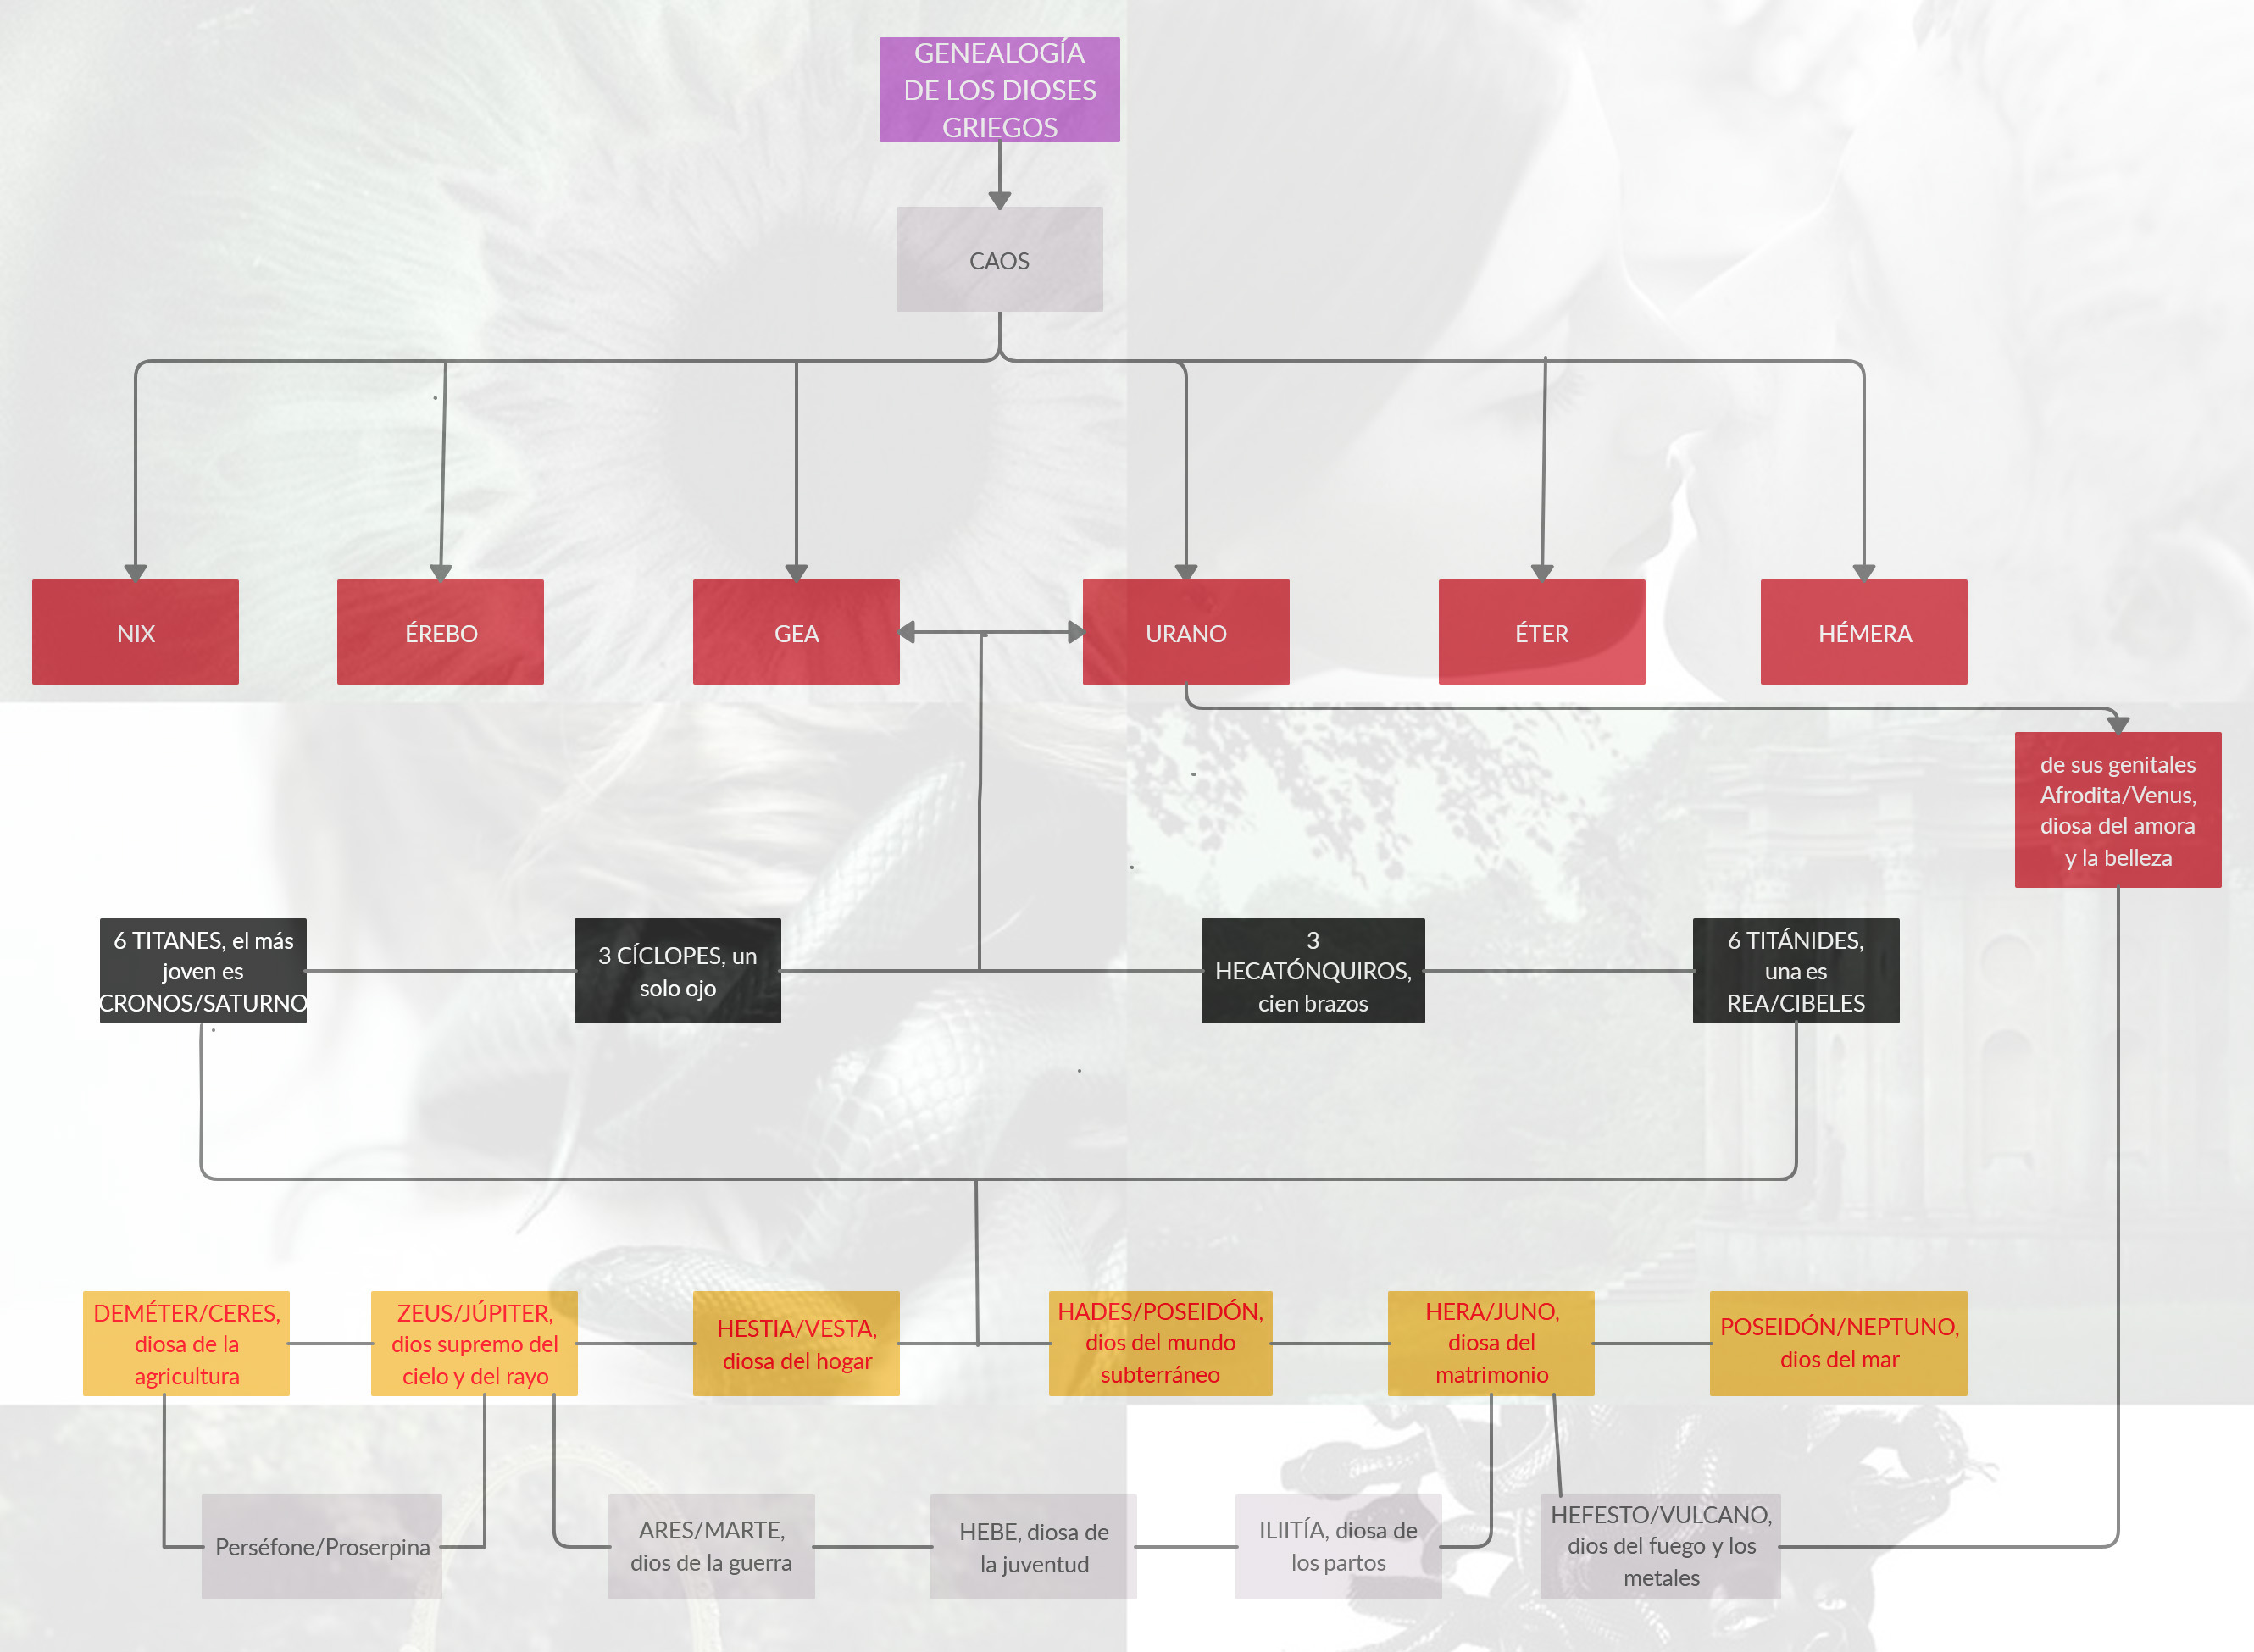 GENEALOGÍA
DE LOS DIOSES
GRIEGOS
CAOS
NIX
ÉREBO
GEA
URANO
ÉTER
HÉMERA
de sus genitales
Afrodita/Venus,
diosa del amora
y la belleza
6 TITANES, el más
joven es
CRONOS/SATURNO
3 CÍCLOPES, un
solo ojo
3
HECATÓNQUIROS,
cien brazos
6 TITÁNIDES,
una es
REA/CIBELES
DEMÉTER/CERES,
diosa de la
agricultura
ZEUS/JÚPITER,
dios supremo del
cielo y del rayo
HESTIA/VESTA,
diosa del hogar
HADES/POSEIDÓN,
dios del mundo
subterráneo
HERA/JUNO,
diosa del
matrimonio
POSEIDÓN/NEPTUNO,
dios del mar
Perséfone/Proserpina
ARES/MARTE,
dios de la guerra
HEBE, diosa de
la juventud
ILIITÍA, diosa de
los partos
HEFESTO/VULCANO,
dios del fuego y los
metales